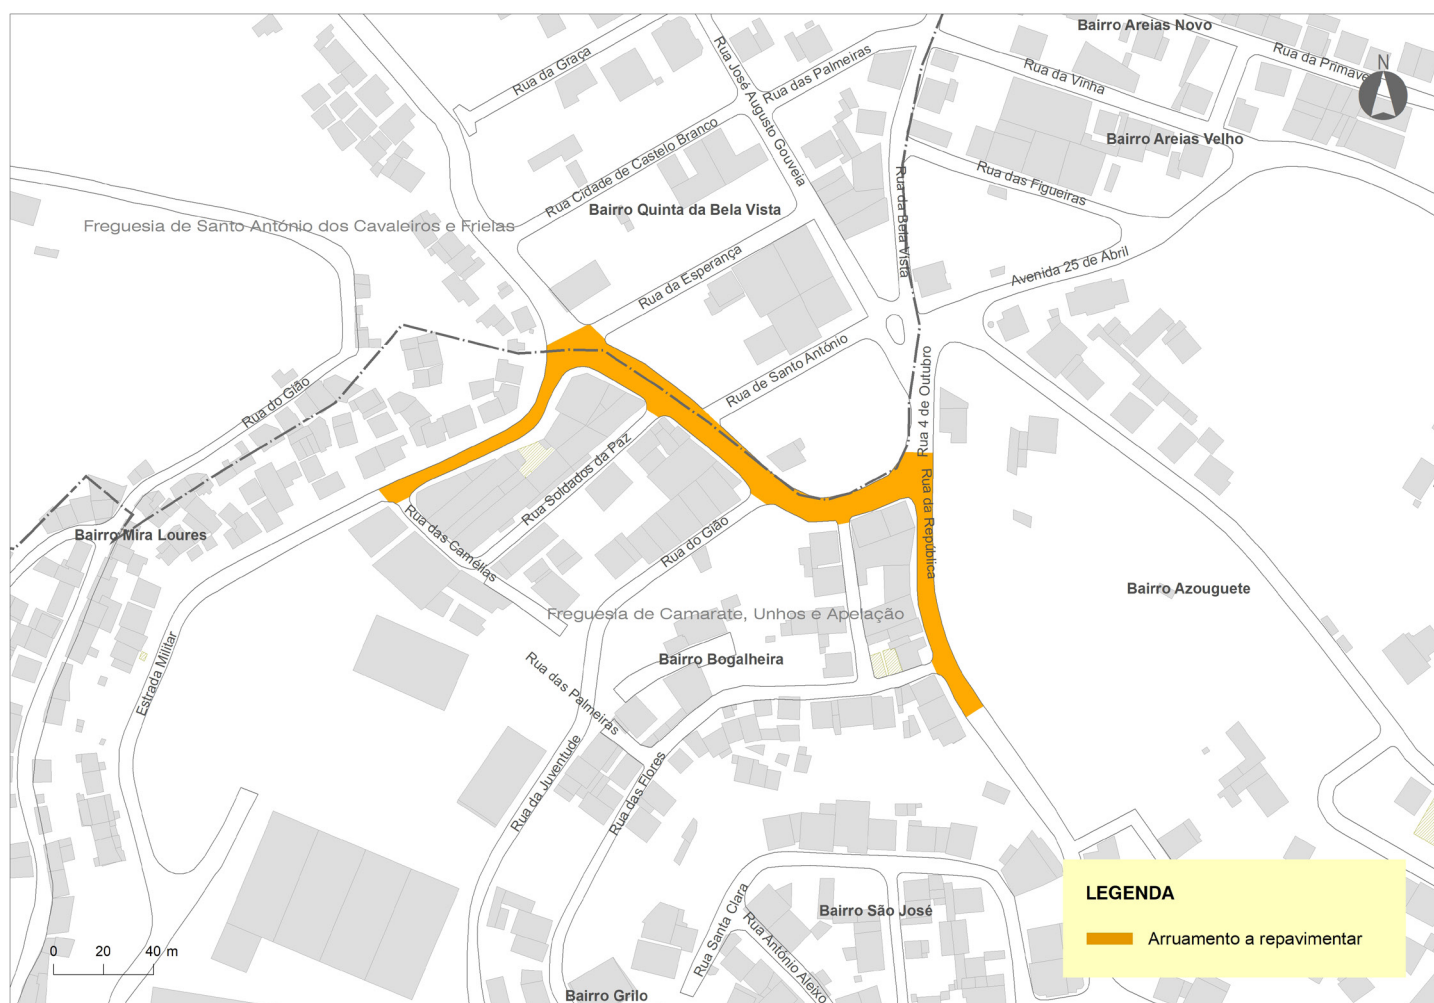 Bairro Areias Novo
Rua da Graça
Rua José Augusto Gouveia
Rua das Palmeiras
Rua da Vinha
Rua da Primave
N
Rua Cidade de Castelo Branco
Bairro Areias Velho
Rua das Figueiras
Bairro Quinta da Bela Vista
Rua da Bela Vista
Freguesia de Santo António dos Cavaleiros e Frielas
Rua da Esperança
Avenida 25 de Abril
Rua de Santo António
Rua 4 de Outubro
Rua do Gião
Rua Soldados da Paz
Rua da República
Bairro Mira Loures
Rua das Camélias
Rua do Gião
Bairro Azouguete
Freguesia de Camarate, Unhos e Apelação
Bairro Bogalheira
Estrada Militar
Rua das Palmeiras
Rua da Juventude
Rua das Flores
LEGENDA
Arruamento a repavimentar
Bairro São José
Rua Santa Clara
Rua António Aleixo
0 20 40 m
Bairro Grilo